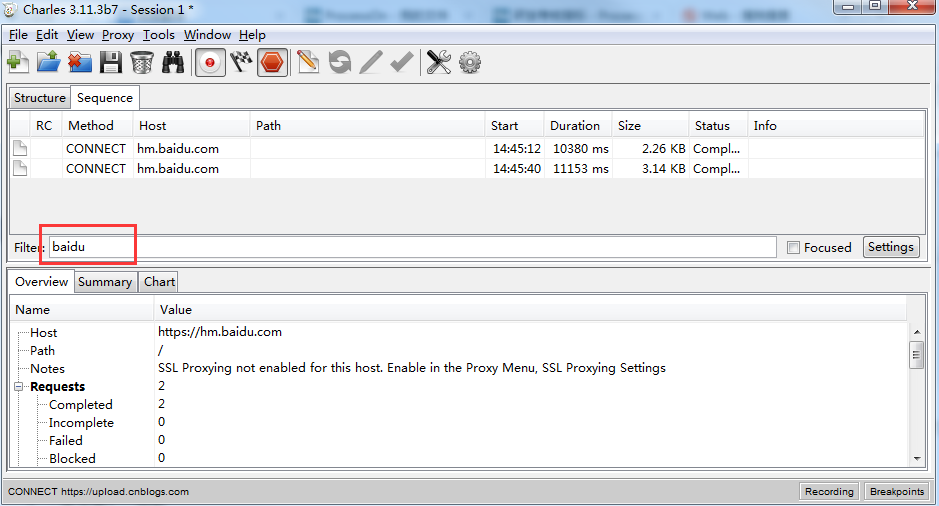 Charles 3.11.3b7 - Session 1 *
File Edit View Proxy Tools Window Help
Structure Sequence
RC Method Host Path Start Duration Size Status Info
CONNECT hm.baidu.com 14:45:12 10380 ms 2.26 KB Compl...
CONNECT hm.baidu.com 14:45:40 11153 ms 3.14 KB Compl...
Filter: baidu Focused Settings
Overview Summary Chart
Name Value
Host https://hm.baidu.com
Path /
Notes SSL Proxying not enabled for this host. Enable in the Proxy Menu, SSL Proxying Settings
Requests 2
Completed 2
Incomplete 0
Failed 0
Blocked 0
CONNECT https://upload.cnblogs.com Recording Breakpoints